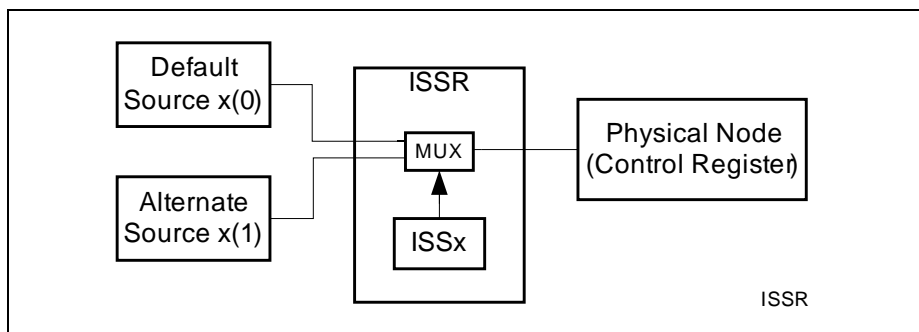 Default
Source x(0)
Alternate
Source x(1)
ISSR
MUX
ISSx
Physical Node
(Control Register)
ISSR